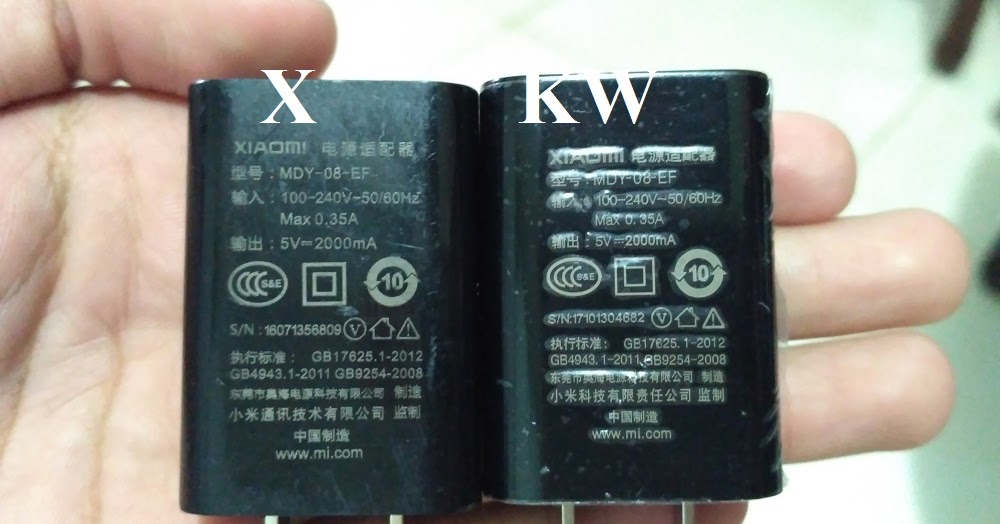 X
XIAOMI 电源适配器
型号：MDY-08-EF
输入：100-240V~50/60Hz
Max 0.35A
输出：5V⎓2000mA
CCC S&E 10
S/N：16071356809 V
执行标准： GB17625.1-2012
GB4943.1-2011 GB9254-2008
东莞市奥海电源科技有限公司 制造
小米通讯技术有限公司 监制
中国制造
www.mi.com
KW
XIAOMI 电源适配器
型号：MDY-08-EF
输入：100-240V~50/60Hz
Max 0.35A
输出：5V⎓2000mA
CCC S&E 10
S/N:17101304682 V
执行标准： GB17625.1-2012
GB4943.1-2011 GB9254-2008
东莞市奥海电源科技有限公司 制造
小米科技有限责任公司 监制
中国制造
www.mi.com